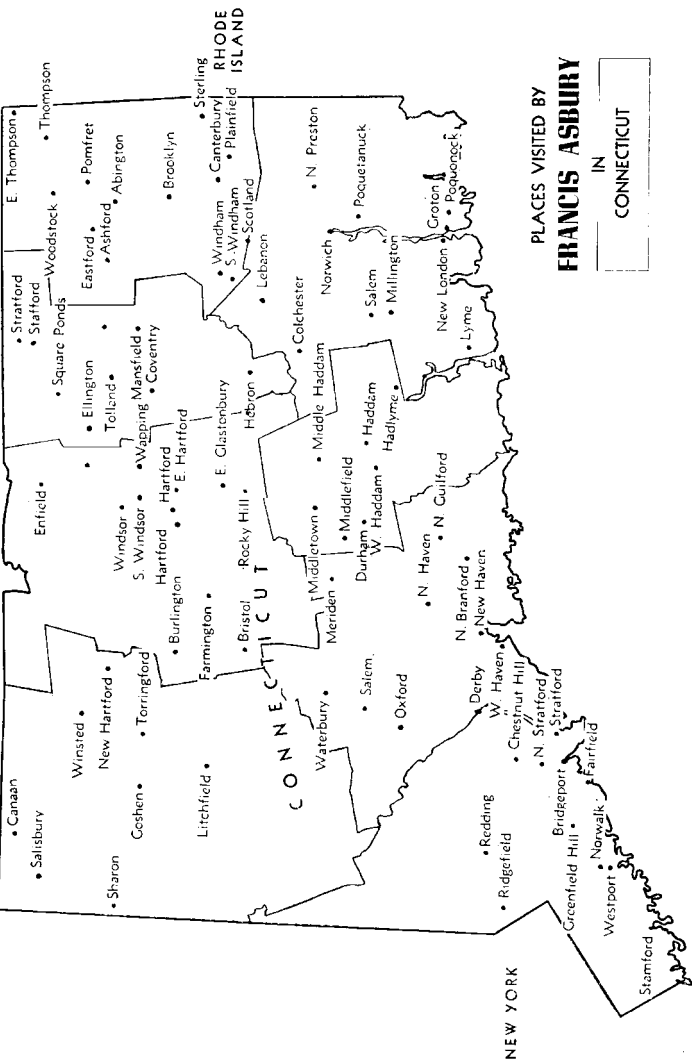 Canaan
Salisbury
Winsted
New Hartford
Torringford
Goshen
Sharon
Litchfield
Enfield
Windsor
S. Windsor
Hartford
Hartford
E. Hartford
Burlington
Farmington
Bristol
Rocky Hill
E. Glastonbury
Stratford
Stafford
Square Ponds
Ellington
Tolland
Wapping
Mansfield
Coventry
Hebron
E. Thompson
Thompson
Woodstock
Pomfret
Eastford
Ashford
Abington
Brooklyn
Sterling
Canterbury
Plainfield
Windham
S. Windham
Scotland
RHODE
ISLAND
CONNECTICUT
Waterbury
Salem
Oxford
Derby
Meriden
Middletown
Middle Haddam
Middlefield
Durham
W. Haddam
Haddam
Hadlyme
N. Haven
N. Guilford
N. Branford
New Haven
W. Haven
Lebanon
Colchester
Norwich
N. Preston
Poquetanuck
Salem
Millington
Groton
Poquonock
New London
Lyme
Redding
Ridgefield
Chestnut Hill
N. Stratford
Stratford
Bridgeport
Fairfield
Greenfield Hill
Norwalk
Westport
Stamford
NEW YORK
PLACES VISITED BY
FRANCIS ASBURY
IN
CONNECTICUT